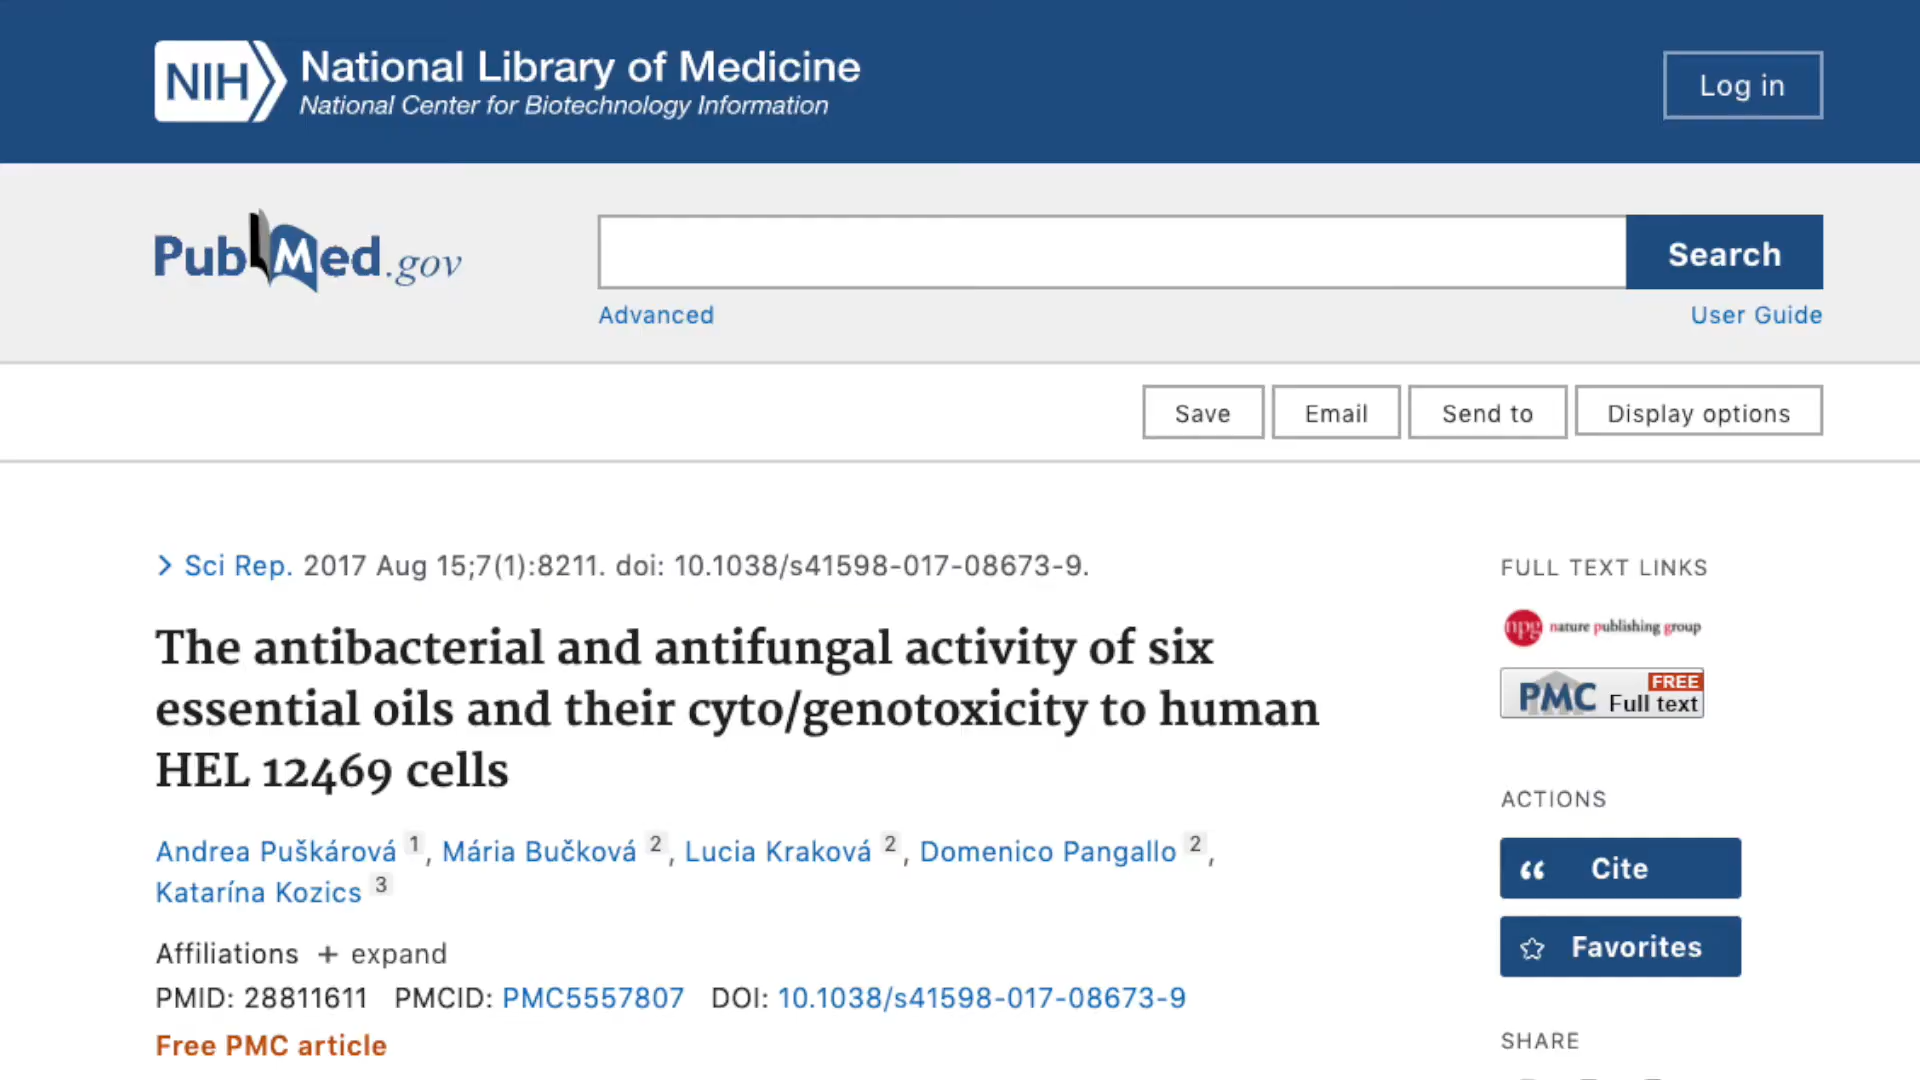 NIH National Library of Medicine
National Center for Biotechnology Information
Log in
PubMed.gov
Search
Advanced
User Guide
Save
Email
Send to
Display options
Sci Rep. 2017 Aug 15;7(1):8211. doi: 10.1038/s41598-017-08673-9.
The antibacterial and antifungal activity of six
essential oils and their cyto/genotoxicity to human
HEL 12469 cells
Andrea Puškárová 1, Mária Bučková 2, Lucia Kraková 2, Domenico Pangallo 2,
Katarína Kozics 3
Affiliations + expand
PMID: 28811611 PMCID: PMC5557807 DOI: 10.1038/s41598-017-08673-9
Free PMC article
FULL TEXT LINKS
npg nature publishing group
FREE
PMC Full text
ACTIONS
Cite
Favorites
SHARE